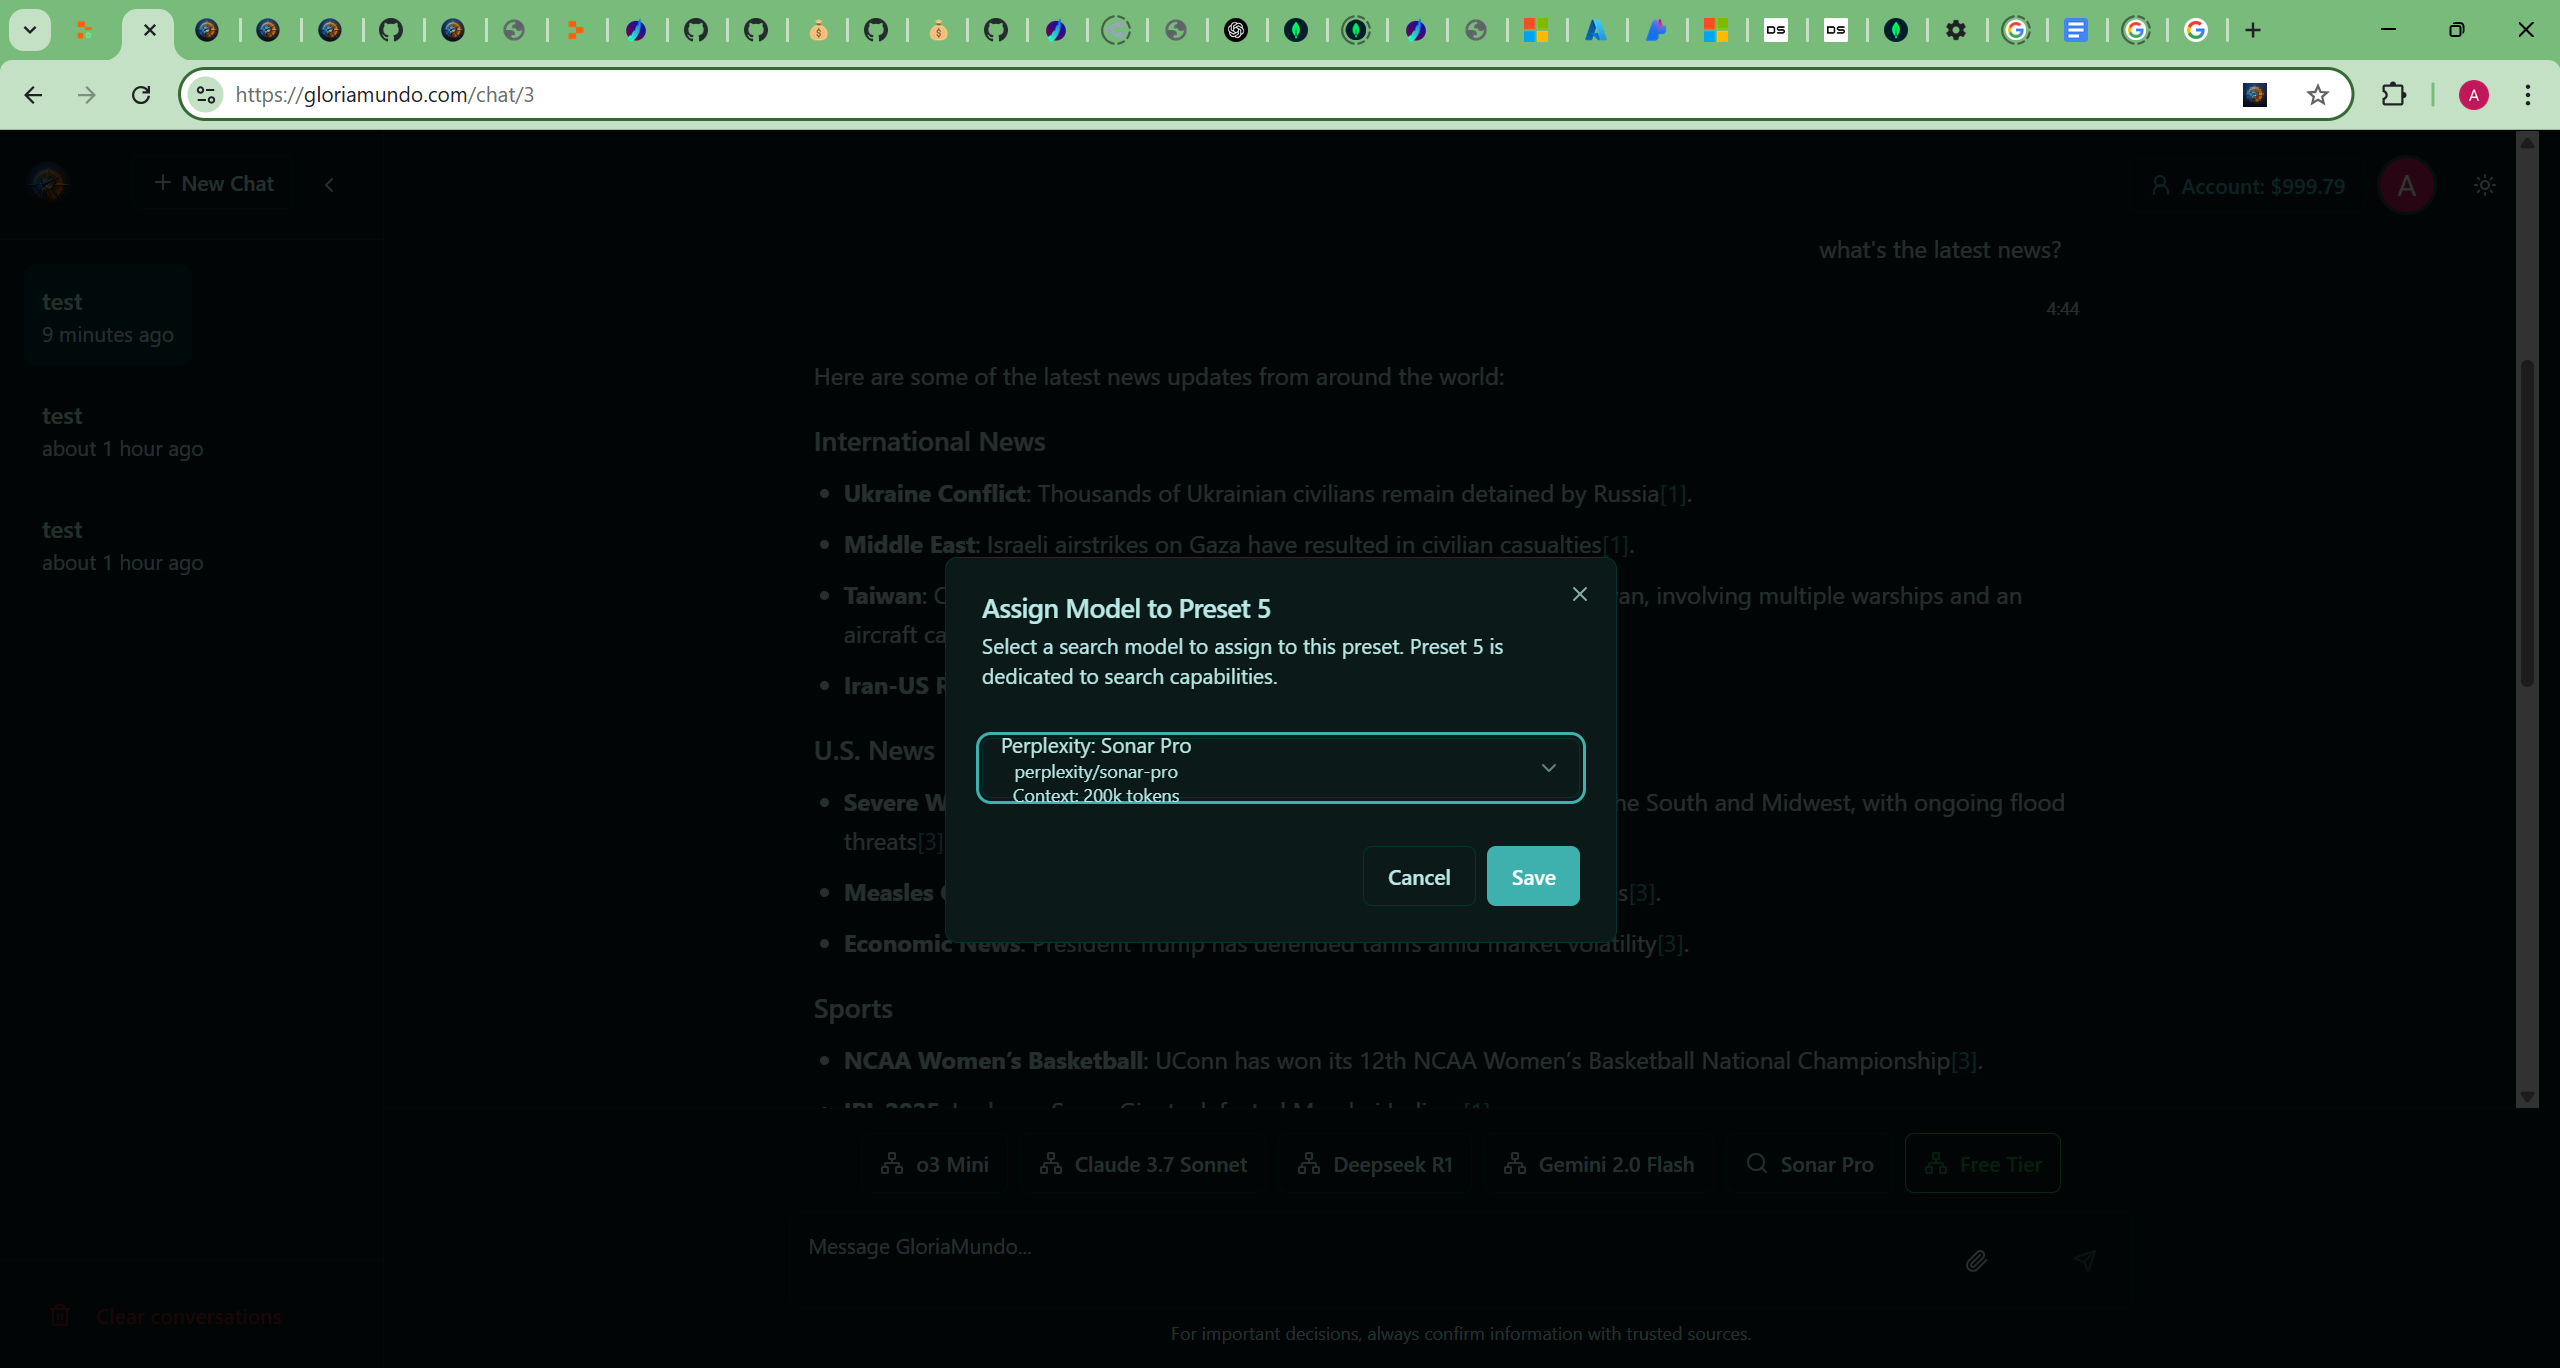 https://gloriamundo.com/chat/3
A
DS
DS
New Chat
Account: $999.79
A
test
9 minutes ago
test
about 1 hour ago
test
about 1 hour ago
what's the latest news?
4:44
Here are some of the latest news updates from around the world:
International News
Ukraine Conflict: Thousands of Ukrainian civilians remain detained by Russia[1].
Middle East: Israeli airstrikes on Gaza have resulted in civilian casualties[1].
Taiwan: C an, involving multiple warships and an
aircraft ca
Iran-US R
U.S. News
Severe W he South and Midwest, with ongoing flood
threats[3]
Measles s[3].
Economic News: President Trump has defended tariffs amid market volatility[3].
Sports
NCAA Women's Basketball: UConn has won its 12th NCAA Women's Basketball National Championship[3].
Assign Model to Preset 5
Select a search model to assign to this preset. Preset 5 is
dedicated to search capabilities.
Perplexity: Sonar Pro
perplexity/sonar-pro
Context: 200k tokens
Cancel
Save
o3 Mini
Claude 3.7 Sonnet
Deepseek R1
Gemini 2.0 Flash
Sonar Pro
Free Tier
Message GloriaMundo...
Clear conversations
For important decisions, always confirm information with trusted sources.